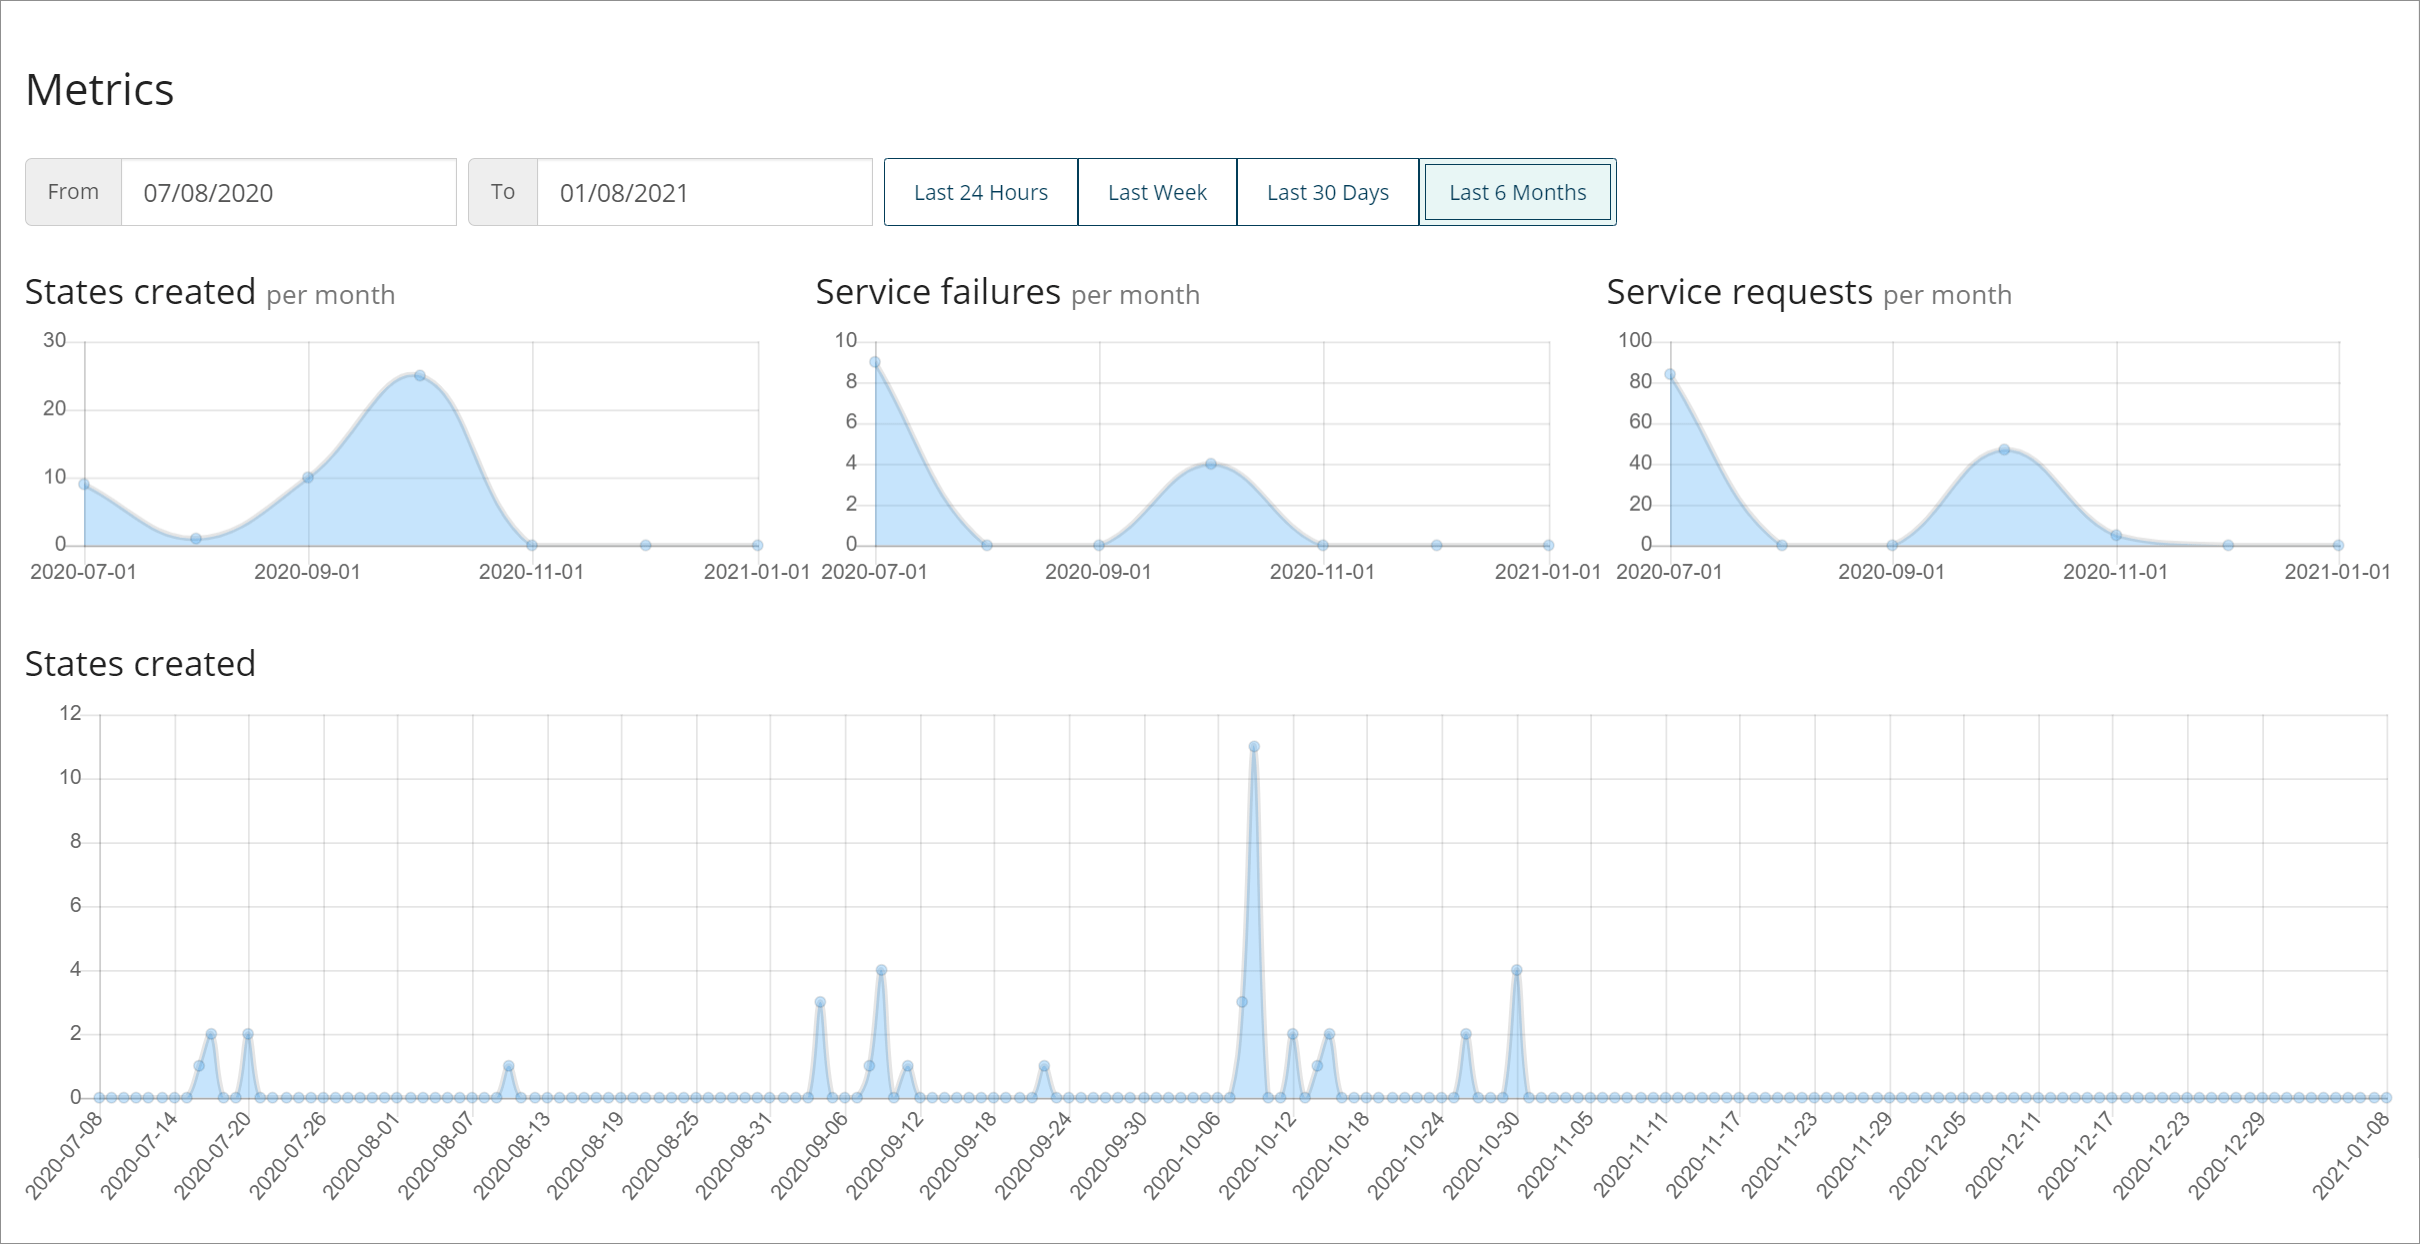 Metrics
From 07/08/2020 To 01/08/2021 Last 24 Hours Last Week Last 30 Days Last 6 Months
States created per month
30
20
10
0
2020-07-01 2020-09-01 2020-11-01 2021-01-01
Service failures per month
10
8
6
4
2
0
2020-07-01 2020-09-01 2020-11-01 2021-01-01
Service requests per month
100
80
60
40
20
0
2020-07-01 2020-09-01 2020-11-01 2021-01-01
States created
12
10
8
6
4
2
0
2020-07-08 2020-07-14 2020-07-20 2020-07-26 2020-08-01 2020-08-07 2020-08-13 2020-08-19 2020-08-25 2020-08-31 2020-09-06 2020-09-12 2020-09-18 2020-09-24 2020-09-30 2020-10-06 2020-10-12 2020-10-18 2020-10-24 2020-10-30 2020-11-05 2020-11-11 2020-11-17 2020-11-23 2020-11-29 2020-12-05 2020-12-11 2020-12-17 2020-12-23 2020-12-29 2021-01-08